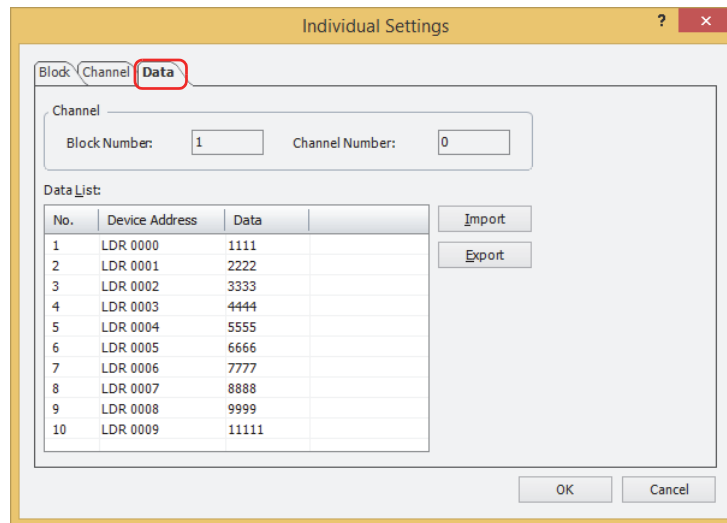 Individual Settings
? ×
Block Channel Data
Channel
Block Number: 1 Channel Number: 0
Data List:
No. Device Address Data
1 LDR 0000 1111
2 LDR 0001 2222
3 LDR 0002 3333
4 LDR 0003 4444
5 LDR 0004 5555
6 LDR 0005 6666
7 LDR 0006 7777
8 LDR 0007 8888
9 LDR 0008 9999
10 LDR 0009 11111
Import
Export
OK Cancel